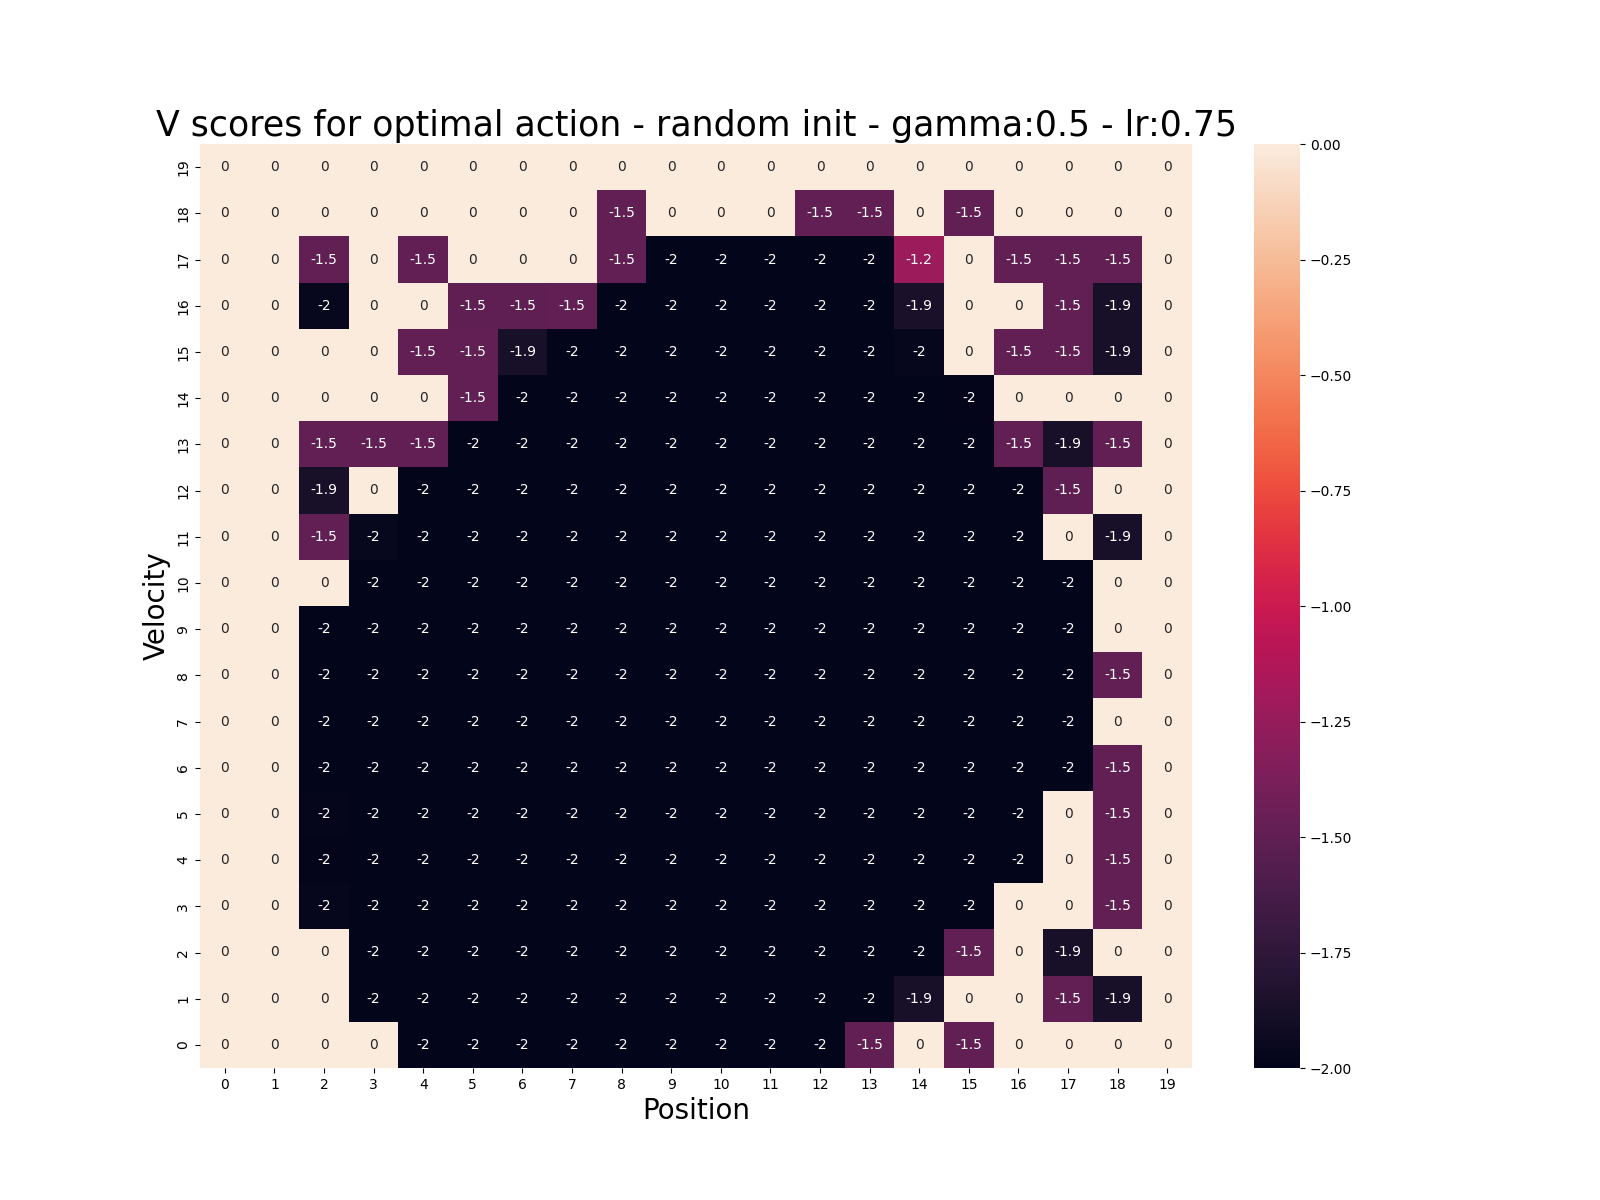 V scores for optimal action - random init - gamma:0.5 - lr:0.75
19 0 0 0 0 0 0 0 0 0 0 0 0 0 0 0 0 0 0 0 0
18 0 0 0 0 0 0 0 0 -1.5 0 0 0 -1.5 -1.5 0 -1.5 0 0 0 0
17 0 0 -1.5 0 -1.5 0 0 0 -1.5 -2 -2 -2 -2 -2 -1.2 0 -1.5 -1.5 -1.5 0
16 0 0 -2 0 0 -1.5 -1.5 -1.5 -2 -2 -2 -2 -2 -2 -1.9 0 0 -1.5 -1.9 0
15 0 0 0 0 -1.5 -1.5 -1.9 -2 -2 -2 -2 -2 -2 -2 -2 0 -1.5 -1.5 -1.9 0
14 0 0 0 0 0 -1.5 -2 -2 -2 -2 -2 -2 -2 -2 -2 -2 0 0 0 0
13 0 0 -1.5 -1.5 -1.5 -2 -2 -2 -2 -2 -2 -2 -2 -2 -2 -2 -1.5 -1.9 -1.5 0
12 0 0 -1.9 0 -2 -2 -2 -2 -2 -2 -2 -2 -2 -2 -2 -2 -2 -1.5 0 0
11 0 0 -1.5 -2 -2 -2 -2 -2 -2 -2 -2 -2 -2 -2 -2 -2 -2 0 -1.9 0
10 0 0 0 -2 -2 -2 -2 -2 -2 -2 -2 -2 -2 -2 -2 -2 -2 -2 0 0
9 0 0 -2 -2 -2 -2 -2 -2 -2 -2 -2 -2 -2 -2 -2 -2 -2 -2 0 0
8 0 0 -2 -2 -2 -2 -2 -2 -2 -2 -2 -2 -2 -2 -2 -2 -2 -2 -1.5 0
7 0 0 -2 -2 -2 -2 -2 -2 -2 -2 -2 -2 -2 -2 -2 -2 -2 -2 0 0
6 0 0 -2 -2 -2 -2 -2 -2 -2 -2 -2 -2 -2 -2 -2 -2 -2 -2 -1.5 0
5 0 0 -2 -2 -2 -2 -2 -2 -2 -2 -2 -2 -2 -2 -2 -2 -2 0 -1.5 0
4 0 0 -2 -2 -2 -2 -2 -2 -2 -2 -2 -2 -2 -2 -2 -2 -2 0 -1.5 0
3 0 0 -2 -2 -2 -2 -2 -2 -2 -2 -2 -2 -2 -2 -2 -2 0 0 -1.5 0
2 0 0 0 -2 -2 -2 -2 -2 -2 -2 -2 -2 -2 -2 -2 -1.5 0 -1.9 0 0
1 0 0 0 -2 -2 -2 -2 -2 -2 -2 -2 -2 -2 -2 -1.9 0 0 -1.5 -1.9 0
0 0 0 0 0 -2 -2 -2 -2 -2 -2 -2 -2 -2 -1.5 0 -1.5 0 0 0 0
0 1 2 3 4 5 6 7 8 9 10 11 12 13 14 15 16 17 18 19
Position
Velocity
0.00
−0.25
−0.50
−0.75
−1.00
−1.25
−1.50
−1.75
−2.00